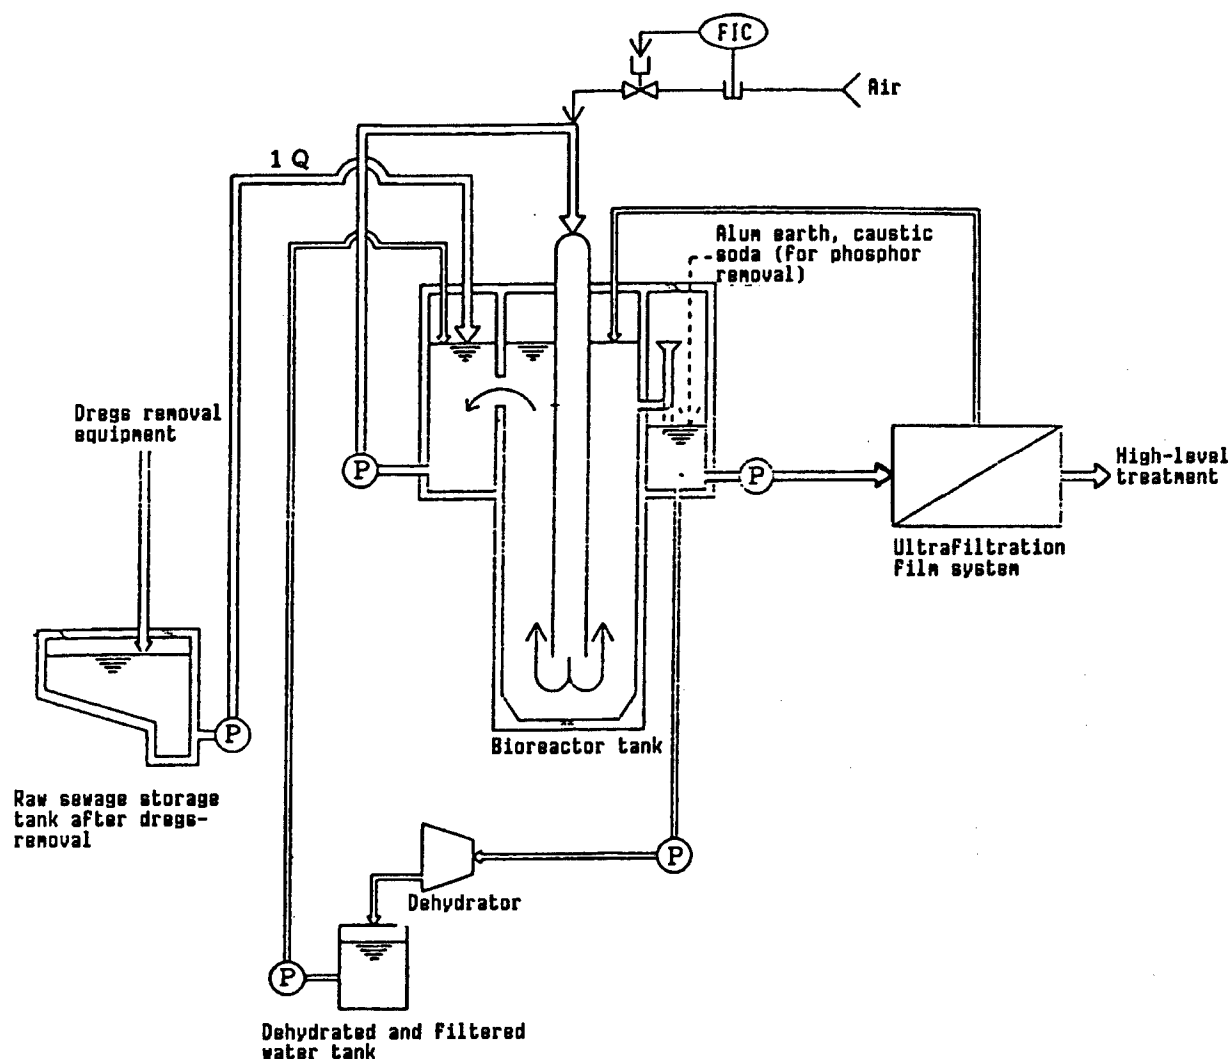 FIC
Air
1 Q
Alum earth, caustic
soda (for phosphor
removal)
Dregs removal
equipment
P
P
High-level
treatment
Ultrafiltration
film system
P
Bioreactor tank
Raw sewage storage
tank after dregs-
removal
P
Dehydrator
P
Dehydrated and filtered
water tank